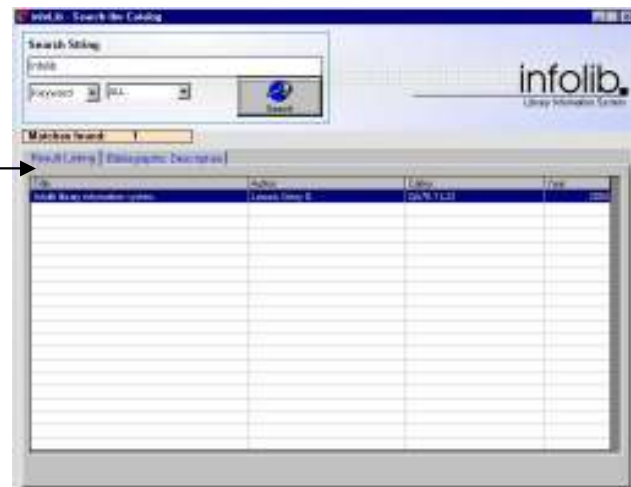 InfoLib - Search the Catalog
Search String
infolib
Keyword ALL
Search
infolib.
Library Information System
Matches found: 1
Result Listing Bibliographic Description
Title Author Callno Year
Infolib library information system